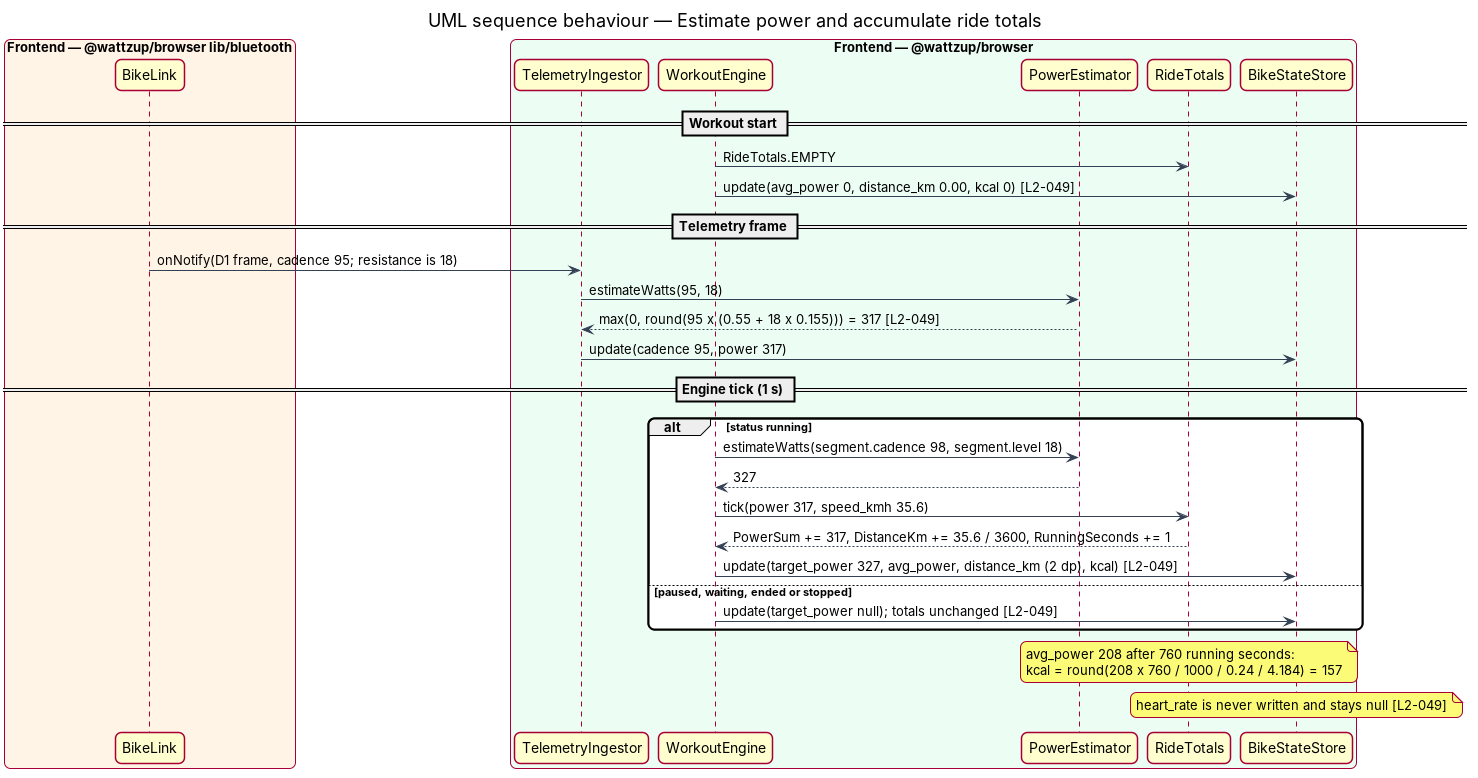 UML sequence behaviour — Estimate power and accumulate ride totals
Frontend — @wattzup/browser lib/bluetooth
Frontend — @wattzup/browser
BikeLink
TelemetryIngestor
WorkoutEngine
PowerEstimator
RideTotals
BikeStateStore
Workout start
RideTotals.EMPTY
update(avg_power 0, distance_km 0.00, kcal 0) [L2-049]
Telemetry frame
onNotify(D1 frame, cadence 95; resistance is 18)
estimateWatts(95, 18)
max(0, round(95 x (0.55 + 18 x 0.155))) = 317 [L2-049]
update(cadence 95, power 317)
Engine tick (1 s)
alt
[status running]
estimateWatts(segment.cadence 98, segment.level 18)
327
tick(power 317, speed_kmh 35.6)
PowerSum += 317, DistanceKm += 35.6 / 3600, RunningSeconds += 1
update(target_power 327, avg_power, distance_km (2 dp), kcal) [L2-049]
[paused, waiting, ended or stopped]
update(target_power null); totals unchanged [L2-049]
avg_power 208 after 760 running seconds:
kcal = round(208 x 760 / 1000 / 0.24 / 4.184) = 157
heart_rate is never written and stays null [L2-049]
BikeLink
TelemetryIngestor
WorkoutEngine
PowerEstimator
RideTotals
BikeStateStore